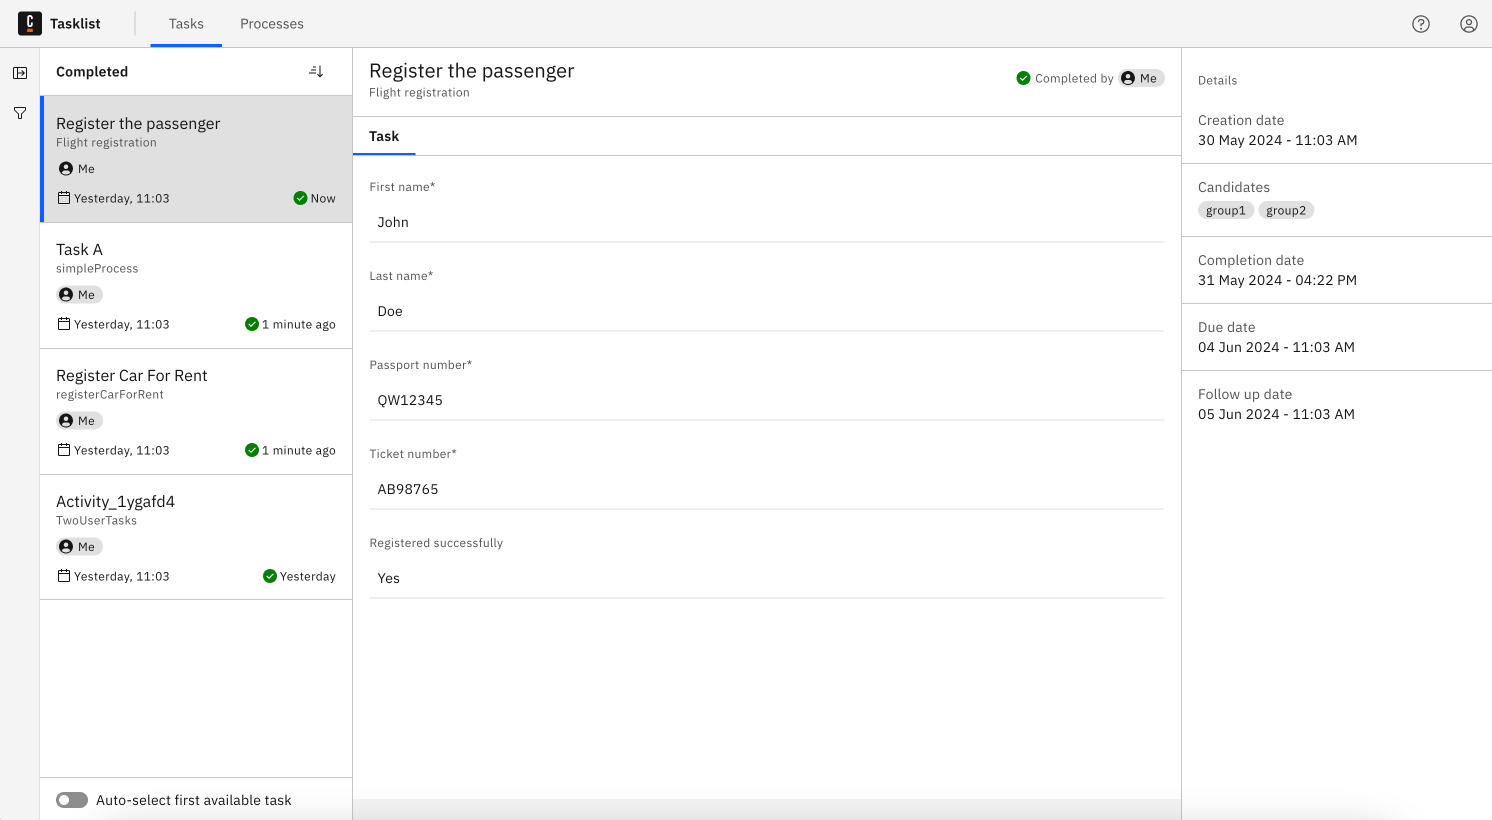 C Tasklist Tasks Processes
Completed
Register the passenger
Flight registration
Me
Yesterday, 11:03 Now
Task A
simpleProcess
Me
Yesterday, 11:03 1 minute ago
Register Car For Rent
registerCarForRent
Me
Yesterday, 11:03 1 minute ago
Activity_1ygafd4
TwoUserTasks
Me
Yesterday, 11:03 Yesterday
Auto-select first available task
Register the passenger
Flight registration
Completed by Me
Task
First name*
John
Last name*
Doe
Passport number*
QW12345
Ticket number*
AB98765
Registered successfully
Yes
Details
Creation date
30 May 2024 - 11:03 AM
Candidates
group1 group2
Completion date
31 May 2024 - 04:22 PM
Due date
04 Jun 2024 - 11:03 AM
Follow up date
05 Jun 2024 - 11:03 AM